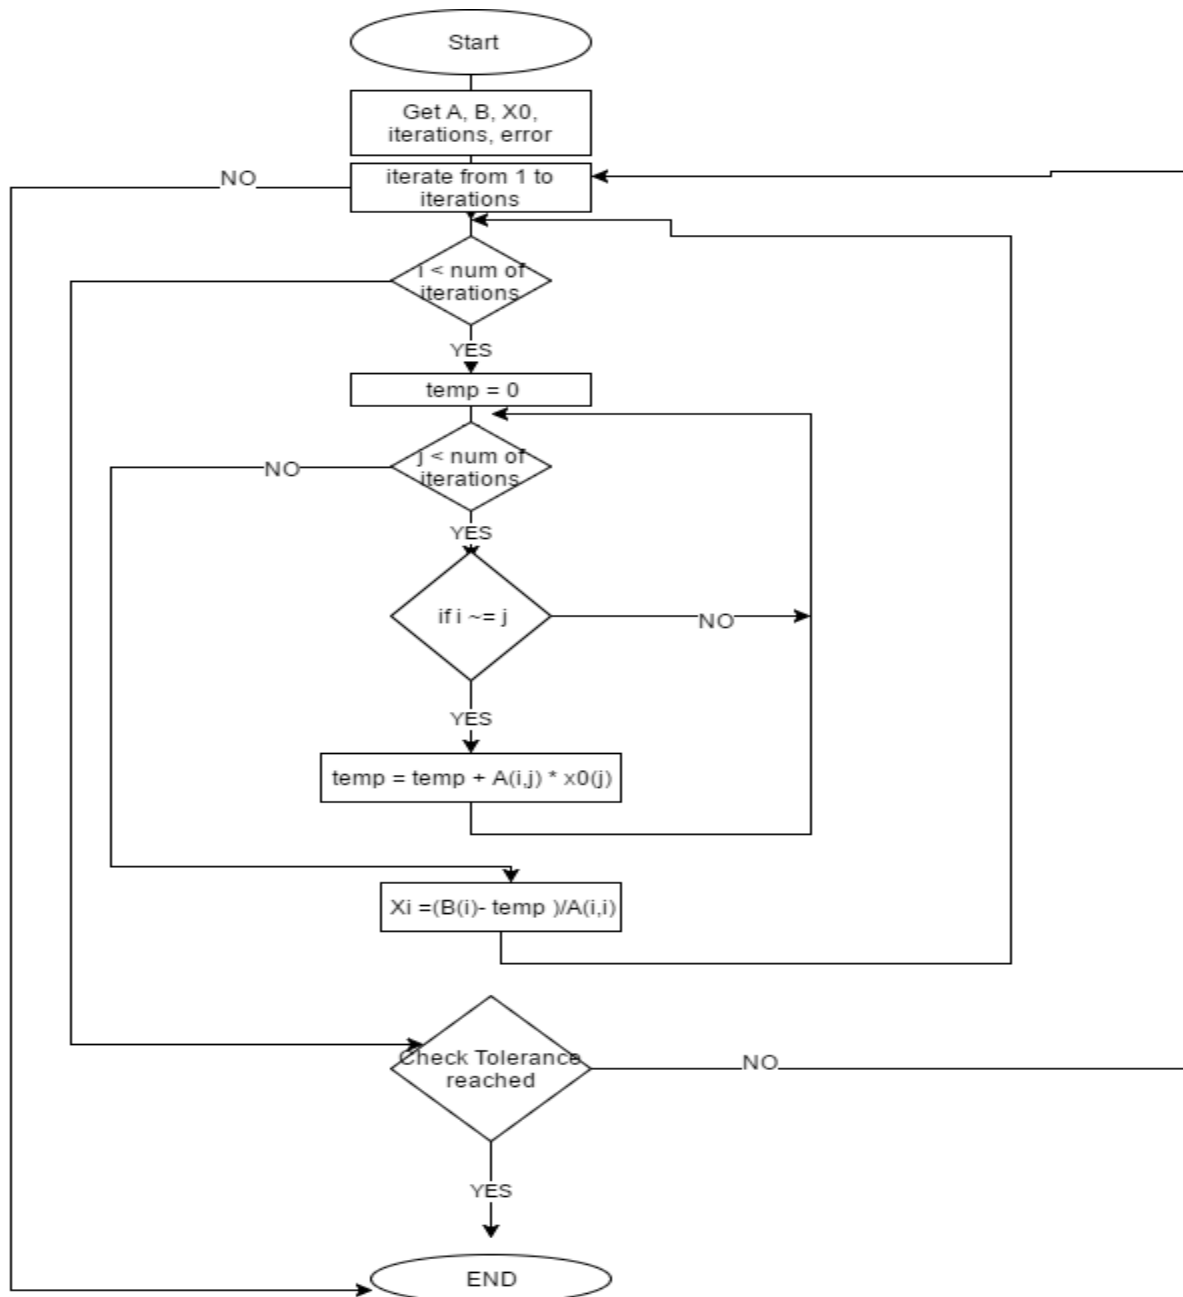 Start
Get A, B, X0,
iterations, error
NO
iterate from 1 to
iterations
i < num of
iterations
YES
temp = 0
j < num of
iterations
NO
YES
if i ~= j
NO
YES
temp = temp + A(i,j) * x0(j)
Xi =(B(i)- temp )/A(i,i)
Check Tolerance
reached
NO
YES
END